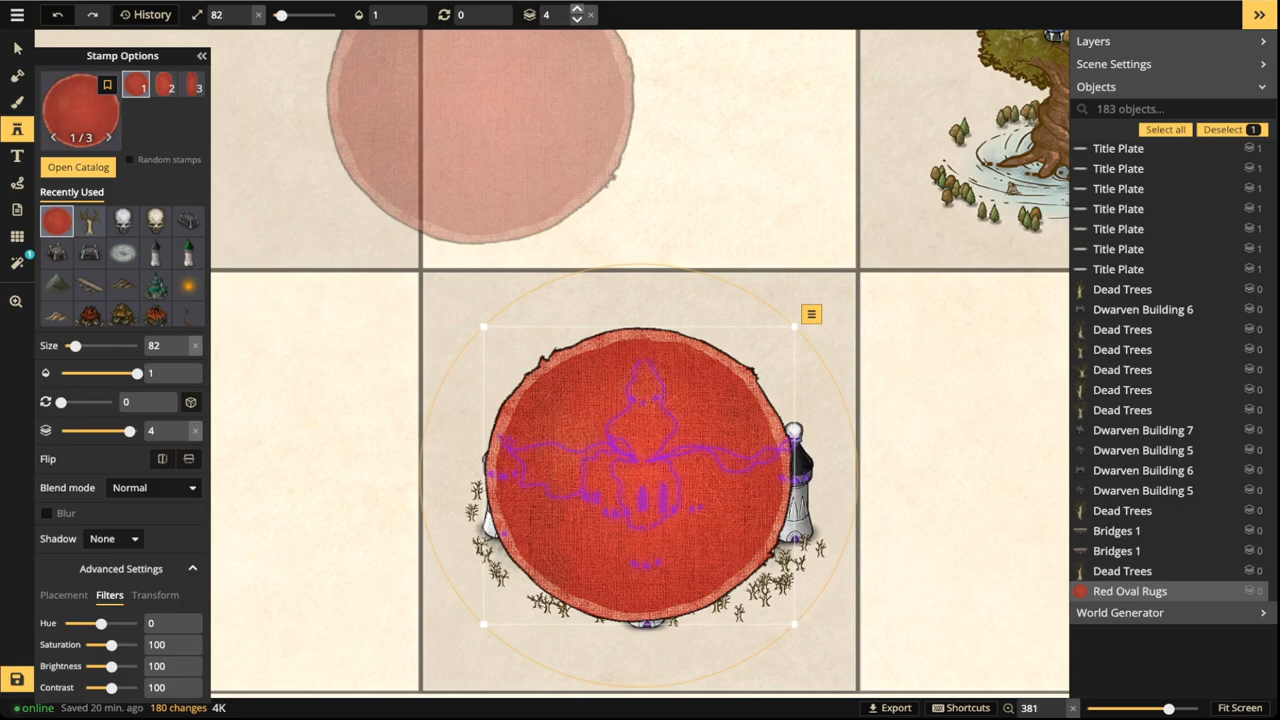 History 82 1 0 4
Stamp Options
1 2 3
1 / 3
Open Catalog Random stamps
Recently Used
1
Size 82
1
0
4
Flip
Blend mode Normal
Blur
Shadow None
Advanced Settings
Placement Filters Transform
Hue 0
Saturation 100
Brightness 100
Contrast 100
Layers
Scene Settings
Objects
183 objects...
Select all Deselect 1
Title Plate 1
Title Plate 1
Title Plate 1
Title Plate 1
Title Plate 1
Title Plate 1
Title Plate 1
Dead Trees 0
Dwarven Building 6 0
Dead Trees 0
Dead Trees 0
Dead Trees 0
Dead Trees 0
Dead Trees 0
Dwarven Building 7 0
Dwarven Building 5 0
Dwarven Building 6 0
Dwarven Building 5 0
Dead Trees 0
Bridges 1 0
Bridges 1 0
Dead Trees 0
Red Oval Rugs 0
World Generator
online Saved 20 min. ago 180 changes 4K Export Shortcuts 381 Fit Screen